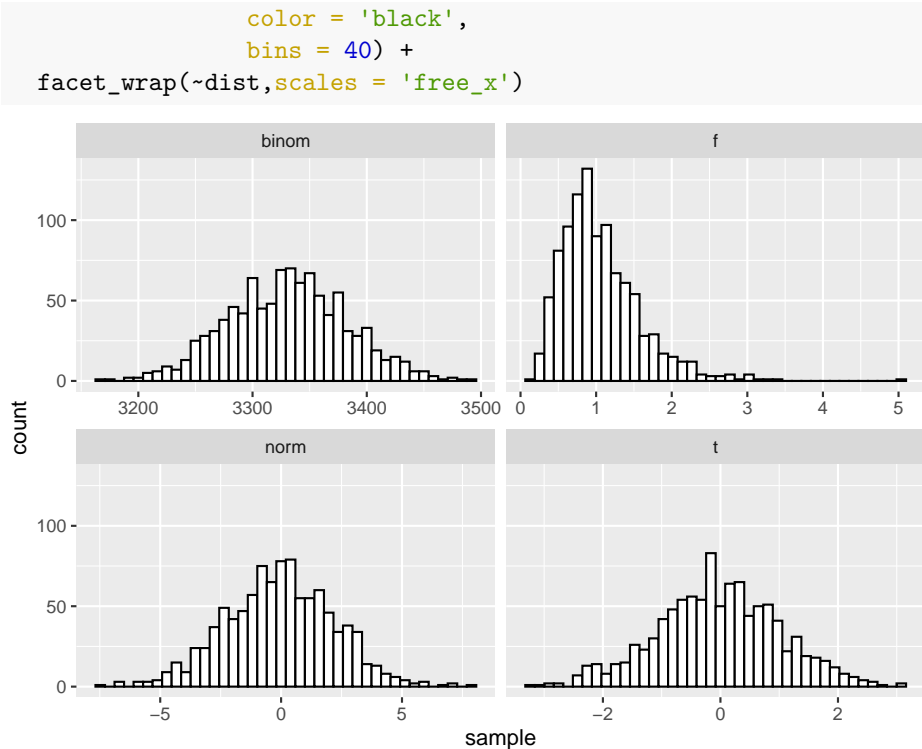 color = 'black',
bins = 40) +
facet_wrap(~dist,scales = 'free_x')
binom
f
100
50
0
3200
3300
3400
3500
0
1
2
3
4
5
count
norm
t
100
50
0
−5
0
5
−2
0
2
sample